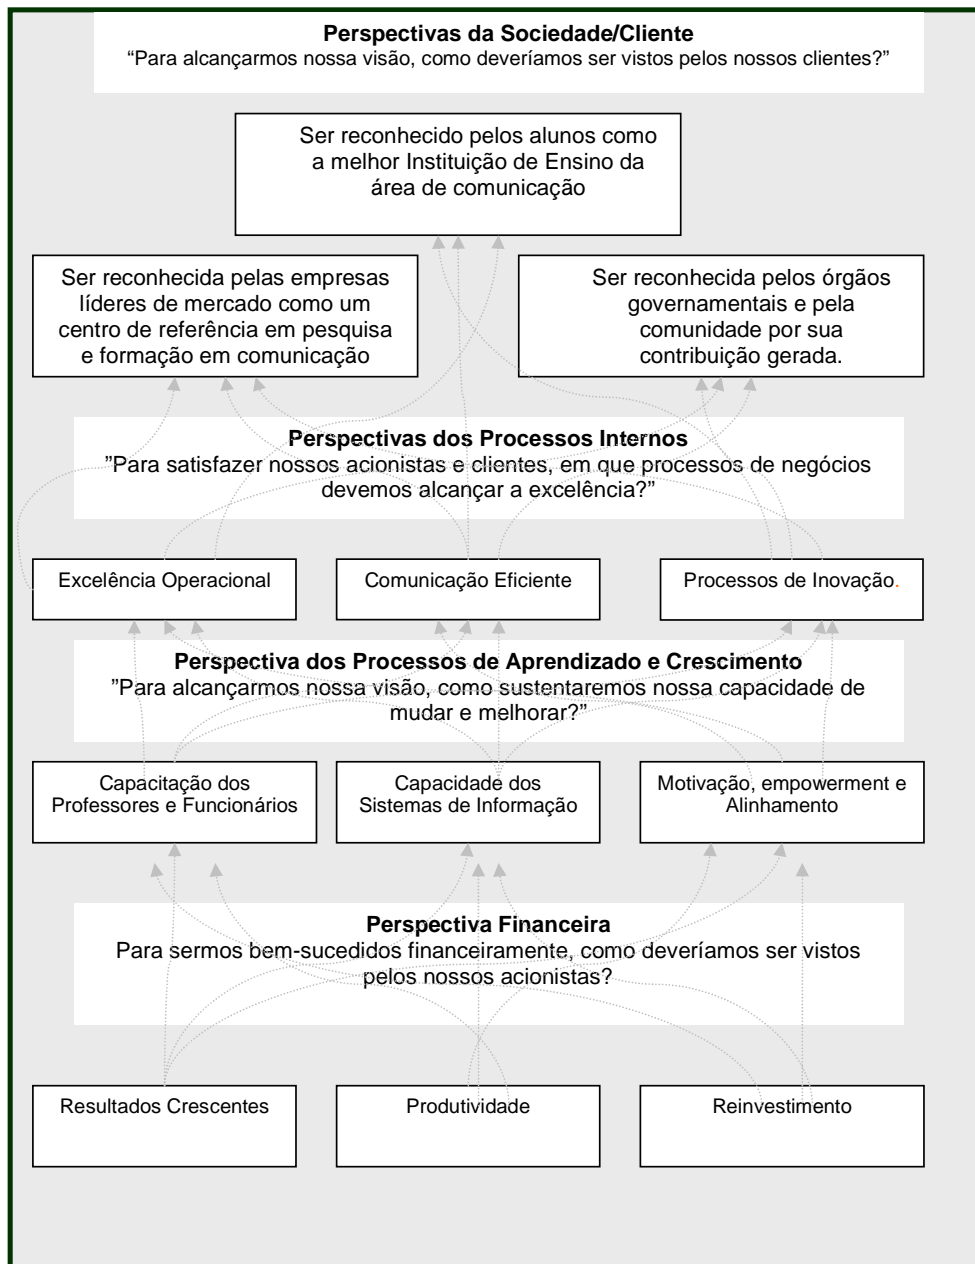 Perspectivas da Sociedade/Cliente
“Para alcançarmos nossa visão, como deveríamos ser vistos pelos nossos clientes?”
Ser reconhecido pelos alunos como
a melhor Instituição de Ensino da
área de comunicação
Ser reconhecida pelas empresas
líderes de mercado como um
centro de referência em pesquisa
e formação em comunicação
Ser reconhecida pelos órgãos
governamentais e pela
comunidade por sua
contribuição gerada.
Perspectivas dos Processos Internos
”Para satisfazer nossos acionistas e clientes, em que processos de negócios
devemos alcançar a excelência?”
Excelência Operacional
Comunicação Eficiente
Processos de Inovação.
Perspectiva dos Processos de Aprendizado e Crescimento
”Para alcançarmos nossa visão, como sustentaremos nossa capacidade de
mudar e melhorar?”
Capacitação dos
Professores e Funcionários
Capacidade dos
Sistemas de Informação
Motivação, empowerment e
Alinhamento
Perspectiva Financeira
Para sermos bem-sucedidos financeiramente, como deveríamos ser vistos
pelos nossos acionistas?
Resultados Crescentes
Produtividade
Reinvestimento